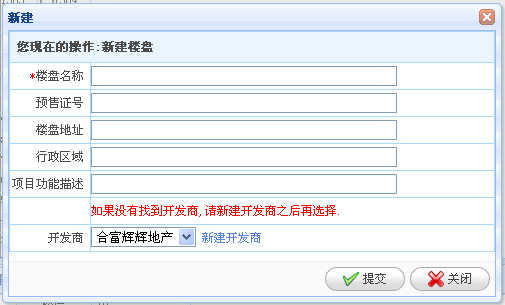 新建
您现在的操作:新建楼盘
*楼盘名称
预售证号
楼盘地址
行政区域
项目功能描述
如果没有找到开发商,请新建开发商之后再选择.
开发商 合富辉辉地产 新建开发商
提交 关闭